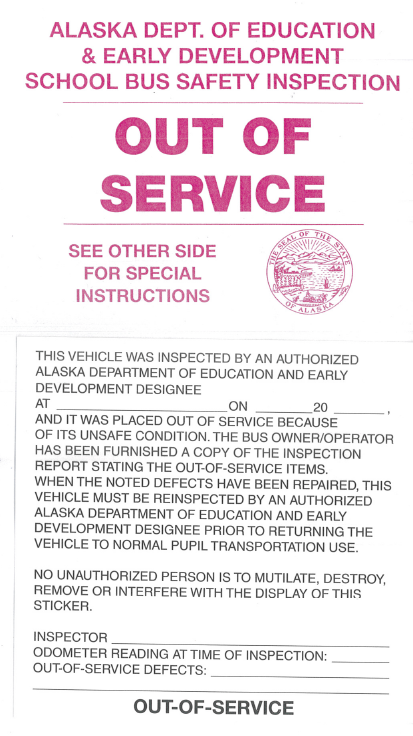 ALASKA DEPT. OF EDUCATION
& EARLY DEVELOPMENT
SCHOOL BUS SAFETY INSPECTION
OUT OF
SERVICE
SEE OTHER SIDE
FOR SPECIAL
INSTRUCTIONS
THE SEAL OF THE STATE
OF ALASKA
THIS VEHICLE WAS INSPECTED BY AN AUTHORIZED
ALASKA DEPARTMENT OF EDUCATION AND EARLY
DEVELOPMENT DESIGNEE
AT ________________________ ON ________ 20 _______ ,
AND IT WAS PLACED OUT OF SERVICE BECAUSE
OF ITS UNSAFE CONDITION. THE BUS OWNER/OPERATOR
HAS BEEN FURNISHED A COPY OF THE INSPECTION
REPORT STATING THE OUT-OF-SERVICE ITEMS.
WHEN THE NOTED DEFECTS HAVE BEEN REPAIRED, THIS
VEHICLE MUST BE REINSPECTED BY AN AUTHORIZED
ALASKA DEPARTMENT OF EDUCATION AND EARLY
DEVELOPMENT DESIGNEE PRIOR TO RETURNING THE
VEHICLE TO NORMAL PUPIL TRANSPORTATION USE.
NO UNAUTHORIZED PERSON IS TO MUTILATE, DESTROY,
REMOVE OR INTERFERE WITH THE DISPLAY OF THIS
STICKER.
INSPECTOR ________________________________________
ODOMETER READING AT TIME OF INSPECTION: ________
OUT-OF-SERVICE DEFECTS: __________________________
OUT-OF-SERVICE